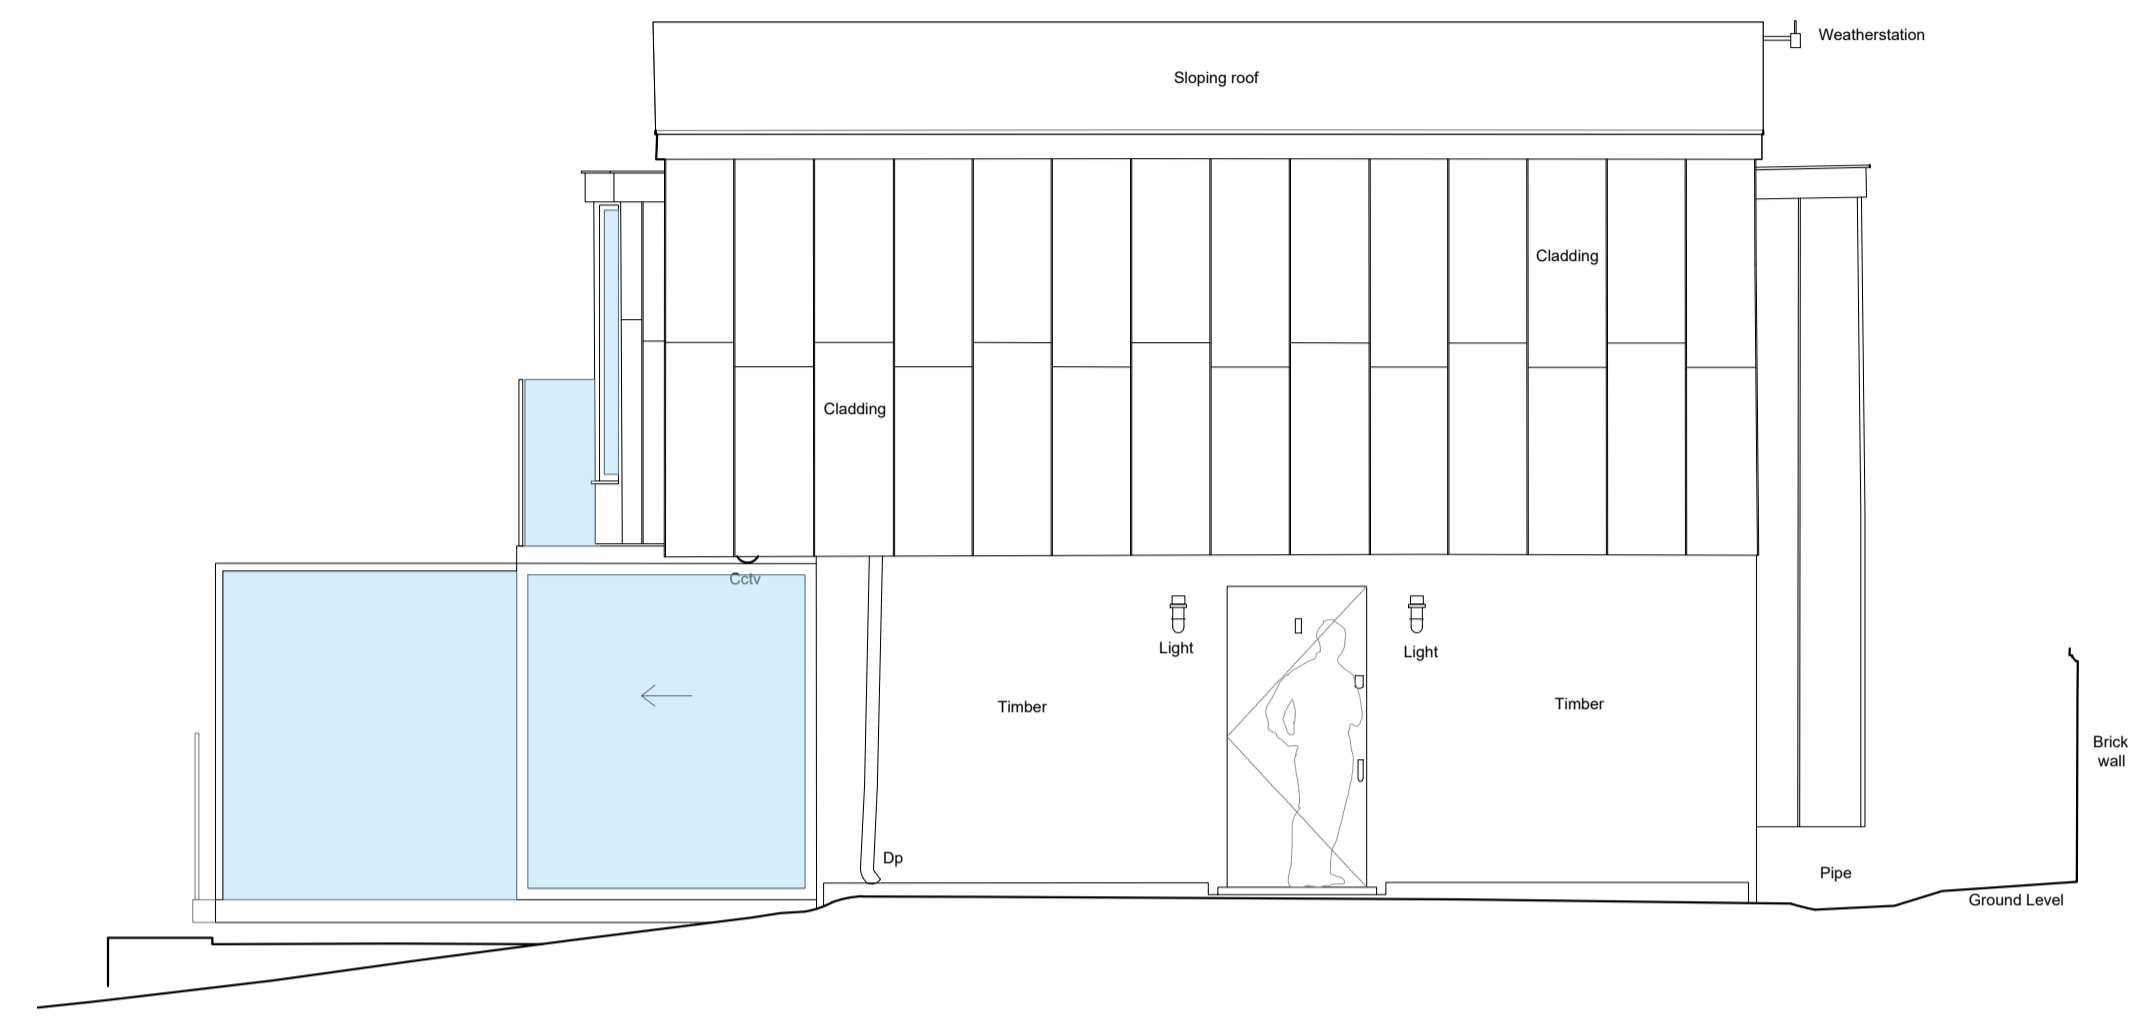 Weatherstation
Sloping roof
Cladding
Cladding
Cctv
Light
Light
Timber
Timber
Brick
wall
Dp
Pipe
Ground Level